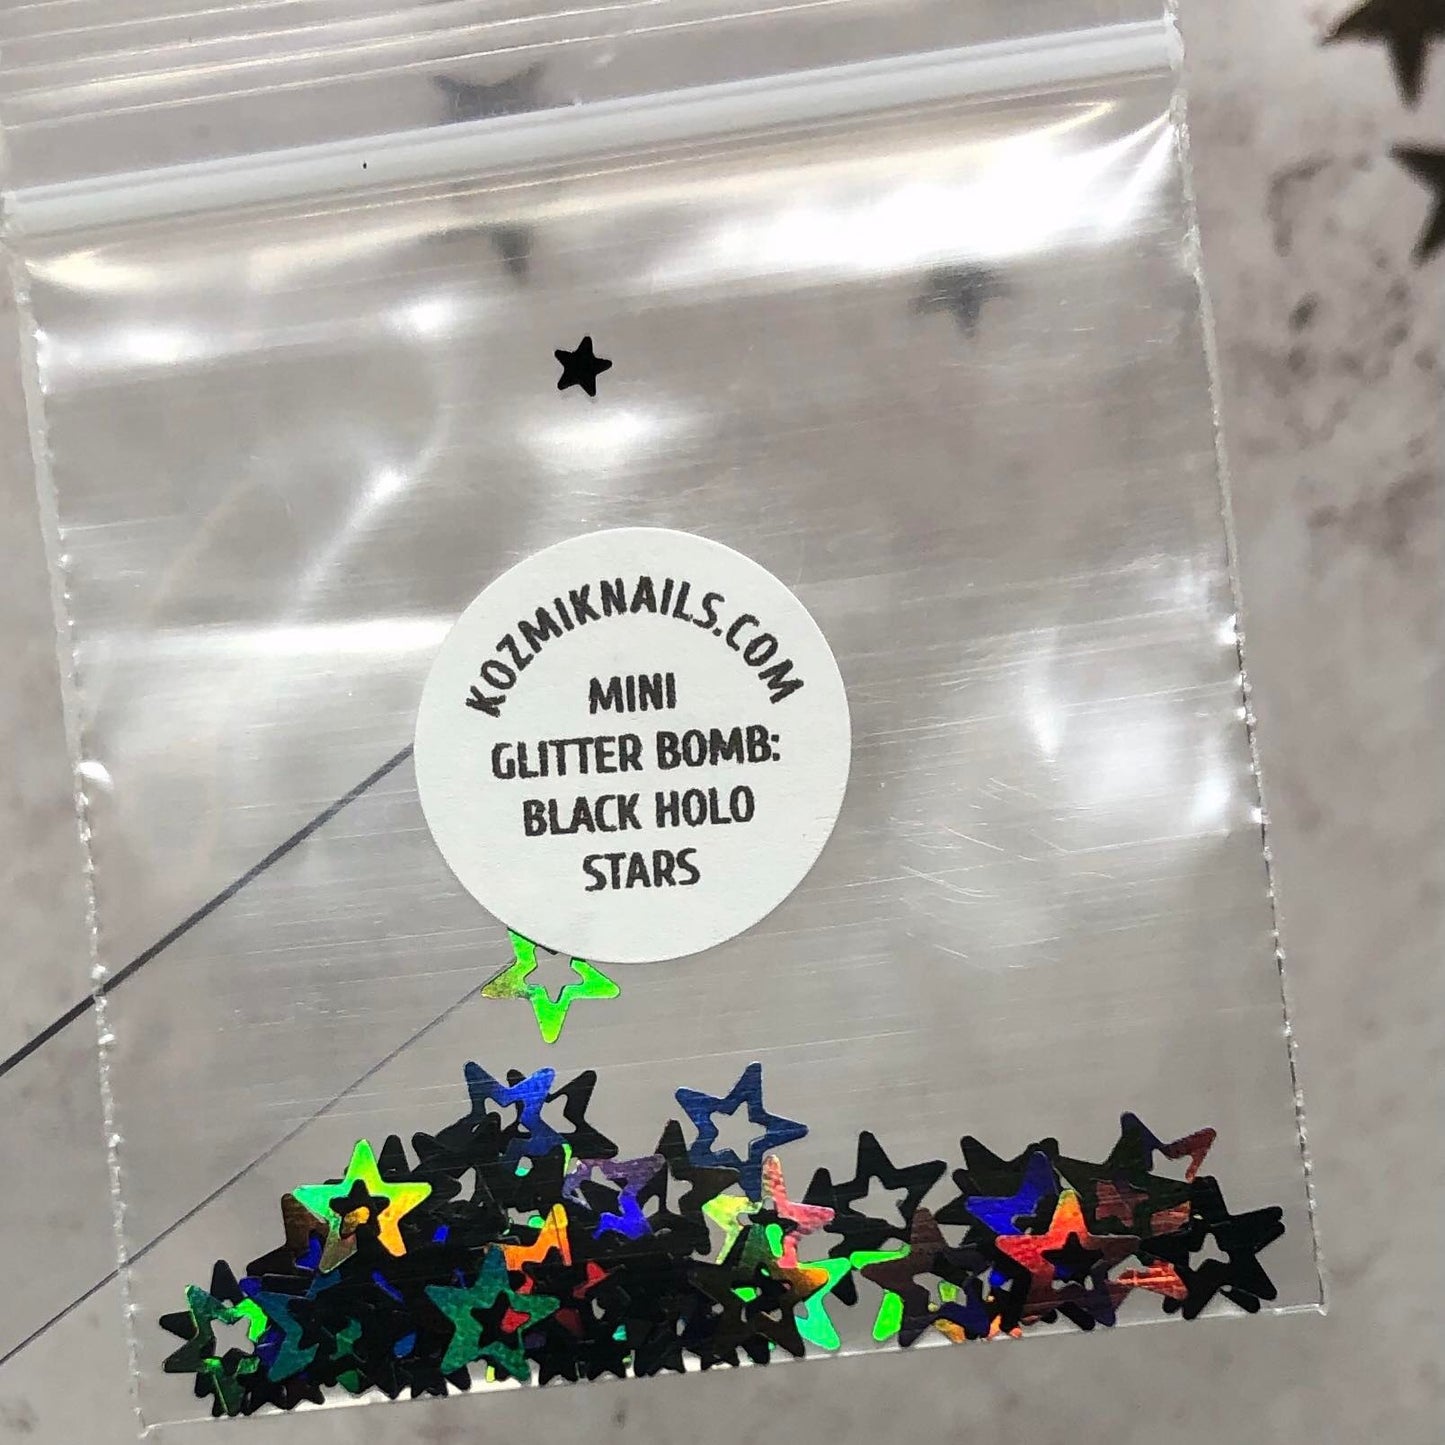 KOZMIKNAILS.COM
MINI
GLITTER BOMB:
BLACK HOLO
STARS